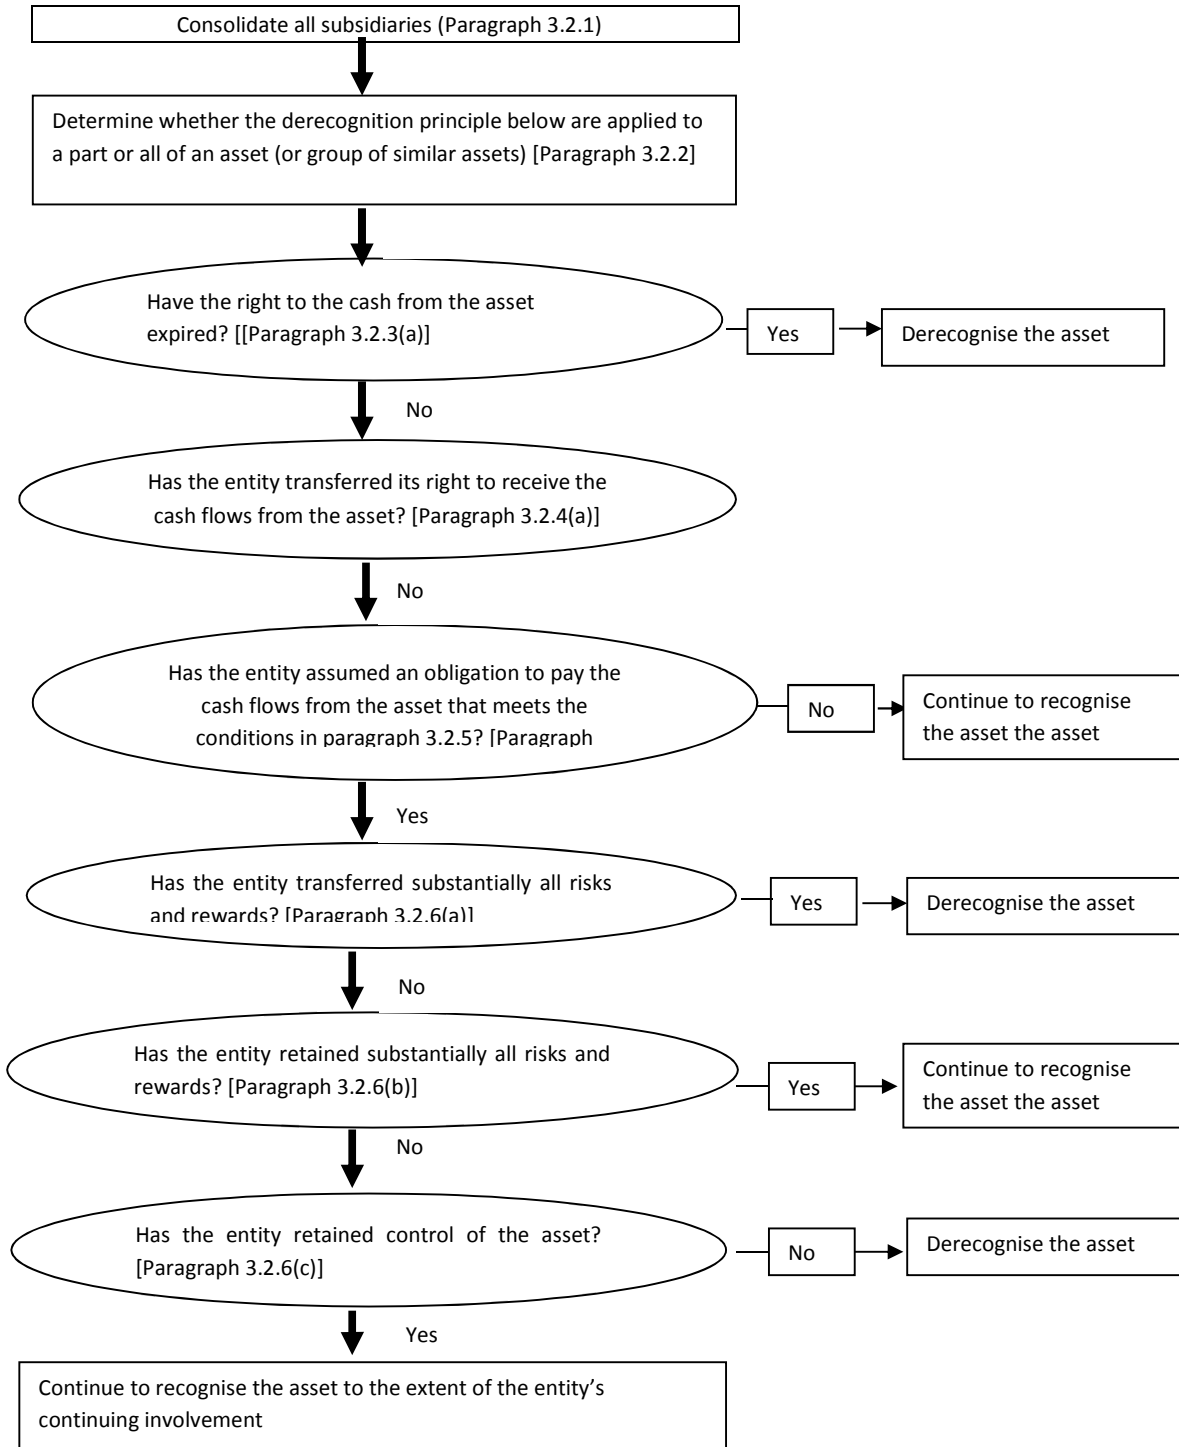 Consolidate all subsidiaries (Paragraph 3.2.1)
Determine whether the derecognition principle below are applied to
a part or all of an asset (or group of similar assets) [Paragraph 3.2.2]
Have the right to the cash from the asset
expired? [[Paragraph 3.2.3(a)]
Yes
Derecognise the asset
No
Has the entity transferred its right to receive the
cash flows from the asset? [Paragraph 3.2.4(a)]
No
Has the entity assumed an obligation to pay the
cash flows from the asset that meets the
conditions in paragraph 3.2.5? [Paragraph
No
Continue to recognise
the asset the asset
Yes
Has the entity transferred substantially all risks
and rewards? [Paragraph 3.2.6(a)]
Yes
Derecognise the asset
No
Has the entity retained substantially all risks and
rewards? [Paragraph 3.2.6(b)]
Yes
Continue to recognise
the asset the asset
No
Has the entity retained control of the asset?
[Paragraph 3.2.6(c)]
No
Derecognise the asset
Yes
Continue to recognise the asset to the extent of the entity's
continuing involvement